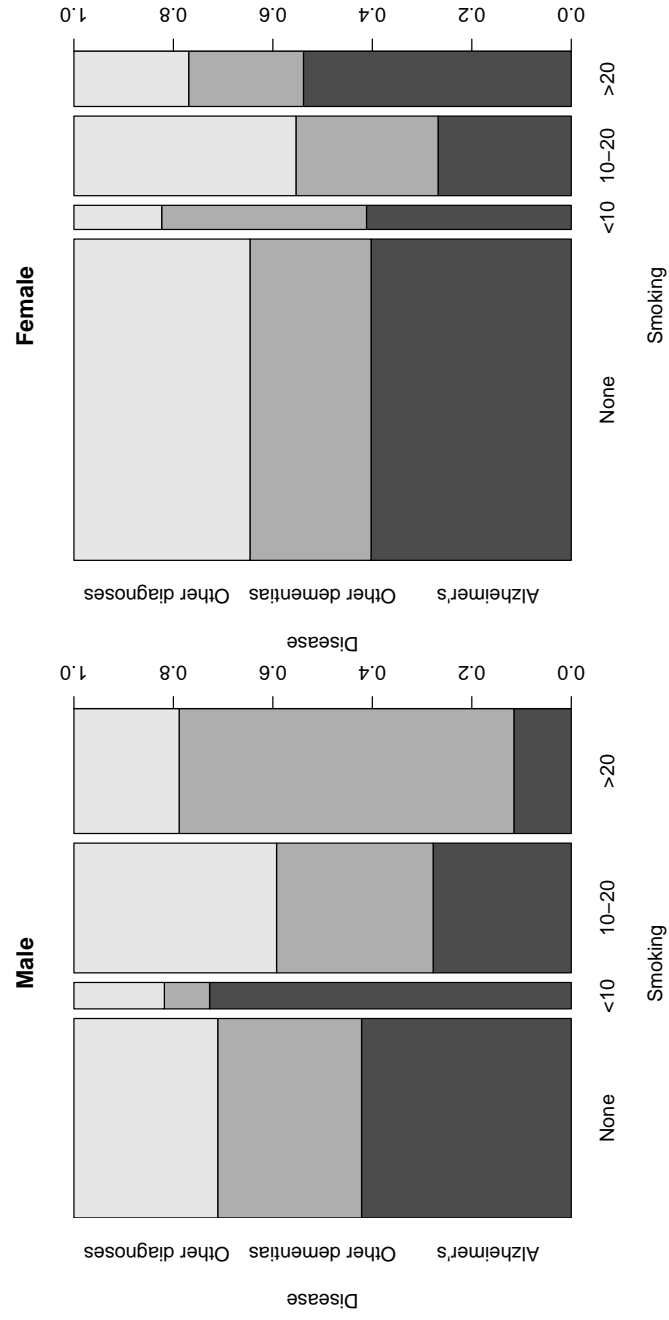 Male
Disease
Alzheimer's
Other dementias
Other diagnoses
0.0
0.2
0.4
0.6
0.8
1.0
None
<10
10–20
>20
Smoking
Female
Disease
Alzheimer's
Other dementias
Other diagnoses
0.0
0.2
0.4
0.6
0.8
1.0
None
<10
10–20
>20
Smoking